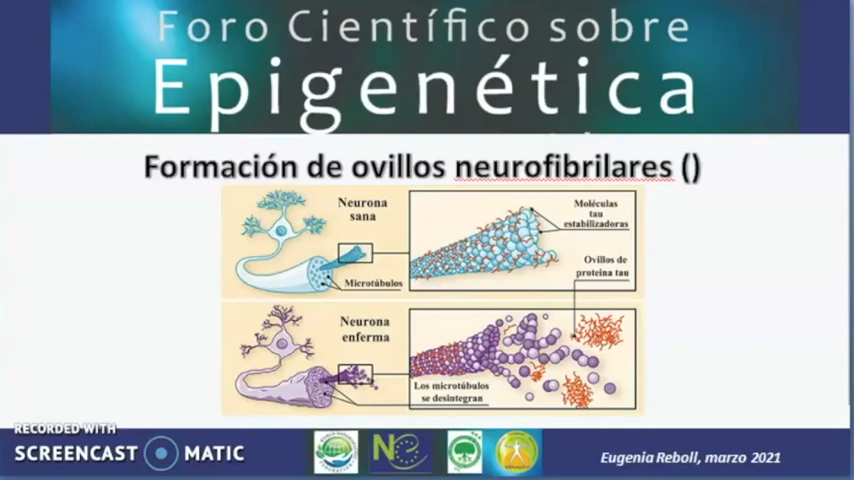 Foro Científico sobre
Epigenética
Formación de ovillos neurofibrilares ()
Neurona
sana
Microtúbulos
Moléculas
tau
estabilizadoras
Ovillos de
proteina tau
Neurona
enferma
Los microtúbulos
se desintegran
RECORDED WITH
SCREENCAST MATIC
Eugenia Reboll, marzo 2021